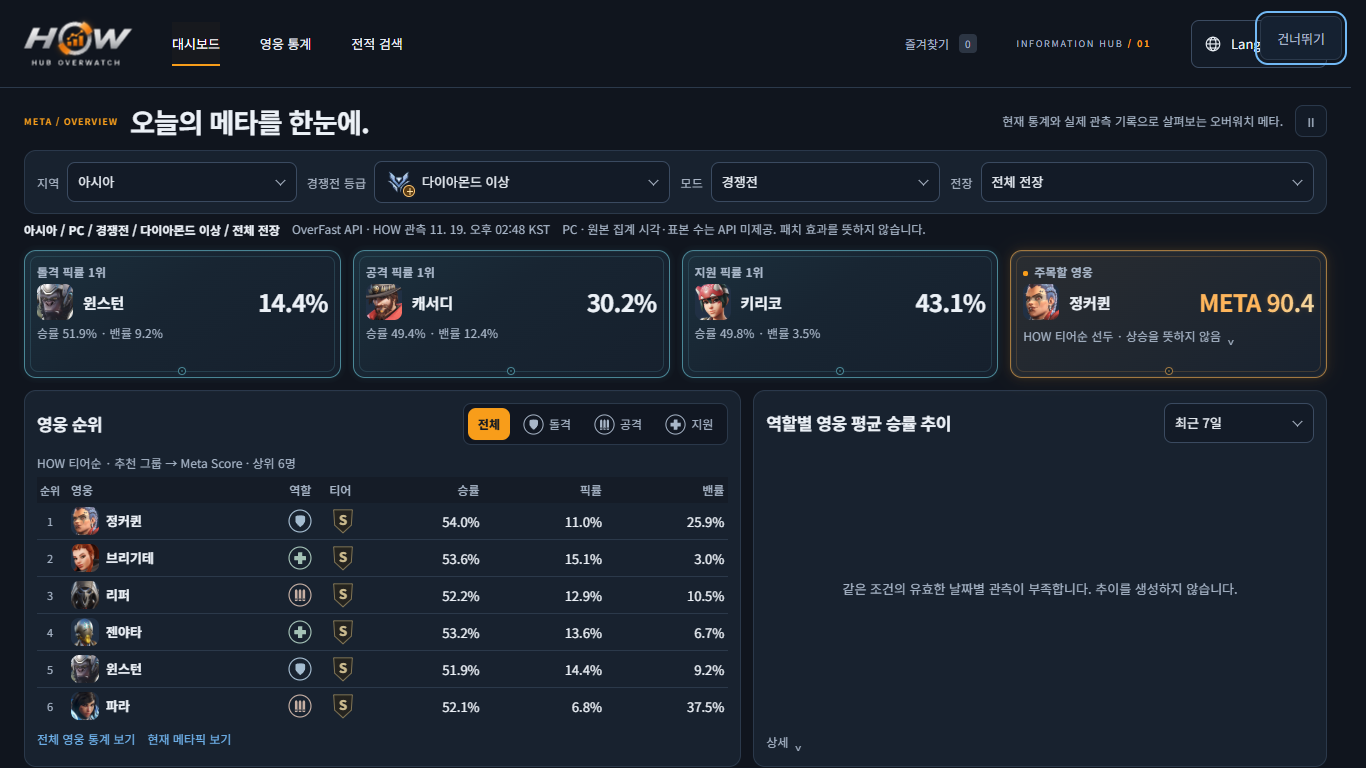 HOW
HUB OVERWATCH
대시보드
영웅 통계
전적 검색
즐겨찾기 0
INFORMATION HUB / 01
Lang
건너뛰기
META / OVERVIEW
오늘의 메타를 한눈에.
현재 통계와 실제 관측 기록으로 살펴보는 오버워치 메타.
지역 아시아
경쟁전 등급 다이아몬드 이상
모드 경쟁전
전장 전체 전장
아시아 / PC / 경쟁전 / 다이아몬드 이상 / 전체 전장 OverFast API · HOW 관측 11. 19. 오후 02:48 KST PC · 원본 집계 시각·표본 수는 API 미제공. 패치 효과를 뜻하지 않습니다.
돌격 픽률 1위
윈스턴 14.4%
승률 51.9% · 밴률 9.2%
공격 픽률 1위
캐서디 30.2%
승률 49.4% · 밴률 12.4%
지원 픽률 1위
키리코 43.1%
승률 49.8% · 밴률 3.5%
주목할 영웅
정커퀸 META 90.4
HOW 티어순 선두 · 상승을 뜻하지 않음
영웅 순위
전체 돌격 공격 지원
HOW 티어순 · 추천 그룹 → Meta Score · 상위 6명
순위 영웅 역할 티어 승률 픽률 밴률
1 정커퀸 S 54.0% 11.0% 25.9%
2 브리기테 S 53.6% 15.1% 3.0%
3 리퍼 S 52.2% 12.9% 10.5%
4 젠야타 S 53.2% 13.6% 6.7%
5 윈스턴 S 51.9% 14.4% 9.2%
6 파라 S 52.1% 6.8% 37.5%
전체 영웅 통계 보기 현재 메타픽 보기
역할별 영웅 평균 승률 추이
최근 7일
같은 조건의 유효한 날짜별 관측이 부족합니다. 추이를 생성하지 않습니다.
상세